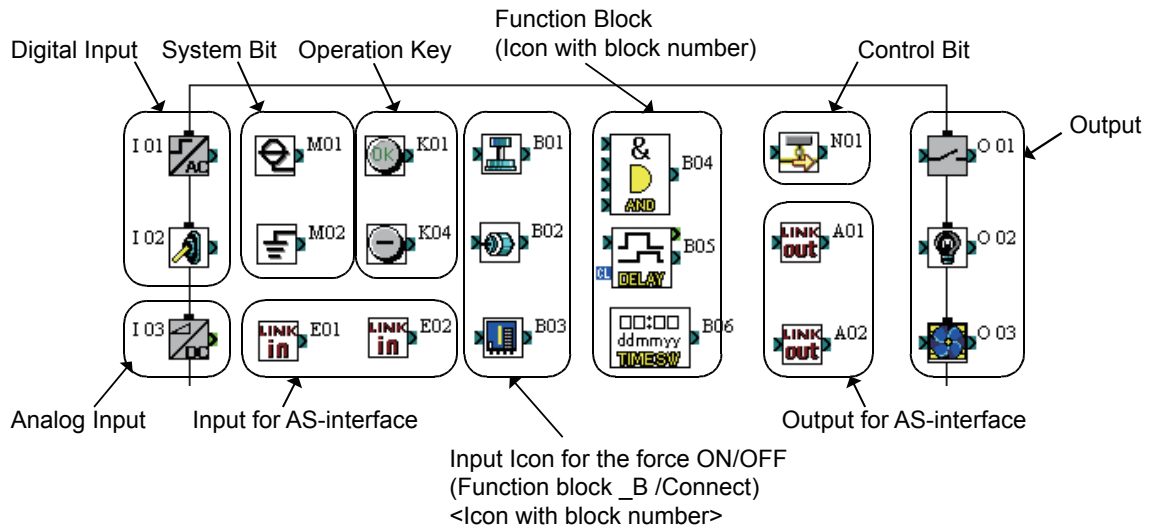 Function Block
(Icon with block number)
Digital Input
System Bit
Operation Key
Control Bit
Output
I 01
AC
M01
OK
K01
B01
&
AND
B04
N01
O 01
I 02
M02
K04
B02
CL
DELAY
B05
LINK
out
A01
O 02
I 03
DC
LINK
in
E01
LINK
in
E02
B03
00:00
ddmmyy
TIMESW
B06
LINK
out
A02
O 03
Analog Input
Input for AS-interface
Output for AS-interface
Input Icon for the force ON/OFF
(Function block _B /Connect)
<Icon with block number>